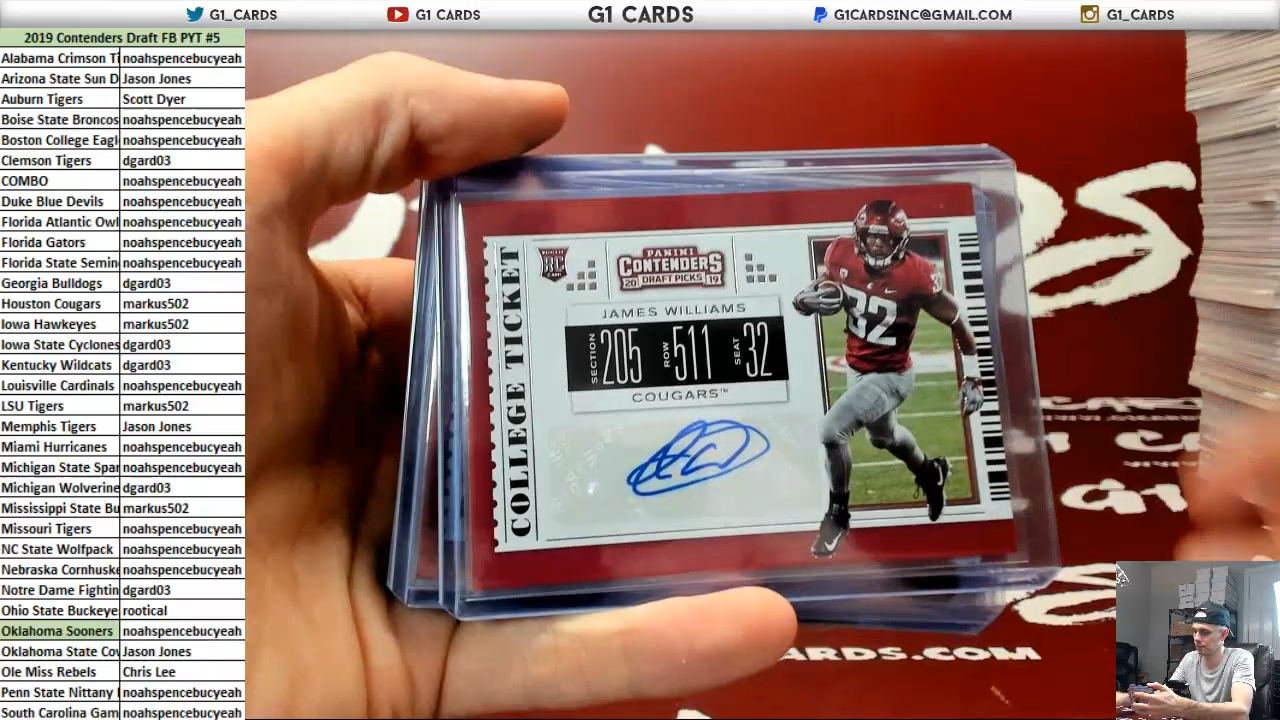 G1_CARDS
G1 CARDS
G1 CARDS
G1CARDSINC@GMAIL.COM
G1_CARDS
2019 Contenders Draft FB PYT #5
Alabama Crimson Ti noahspencebucyeah
Arizona State Sun D Jason Jones
Auburn Tigers Scott Dyer
Boise State Broncos noahspencebucyeah
Boston College Eagl noahspencebucyeah
Clemson Tigers dgard03
COMBO noahspencebucyeah
Duke Blue Devils noahspencebucyeah
Florida Atlantic Owl noahspencebucyeah
Florida Gators noahspencebucyeah
Florida State Semin noahspencebucyeah
Georgia Bulldogs dgard03
Houston Cougars markus502
Iowa Hawkeyes markus502
Iowa State Cyclones dgard03
Kentucky Wildcats dgard03
Louisville Cardinals noahspencebucyeah
LSU Tigers markus502
Memphis Tigers Jason Jones
Miami Hurricanes noahspencebucyeah
Michigan State Spar noahspencebucyeah
Michigan Wolverine dgard03
Mississippi State Bu markus502
Missouri Tigers noahspencebucyeah
NC State Wolfpack noahspencebucyeah
Nebraska Cornhuske noahspencebucyeah
Notre Dame Fightin dgard03
Ohio State Buckeye rootical
Oklahoma Sooners noahspencebucyeah
Oklahoma State Cov Jason Jones
Ole Miss Rebels Chris Lee
Penn State Nittany noahspencebucyeah
South Carolina Gam noahspencebucyeah
COLLEGE TICKET
RC
PANINI
CONTENDERS
20 DRAFT PICKS 19
JAMES WILLIAMS
SECTION 205 ROW 511 SEAT 32
COUGARS™
32
ARDS.COM